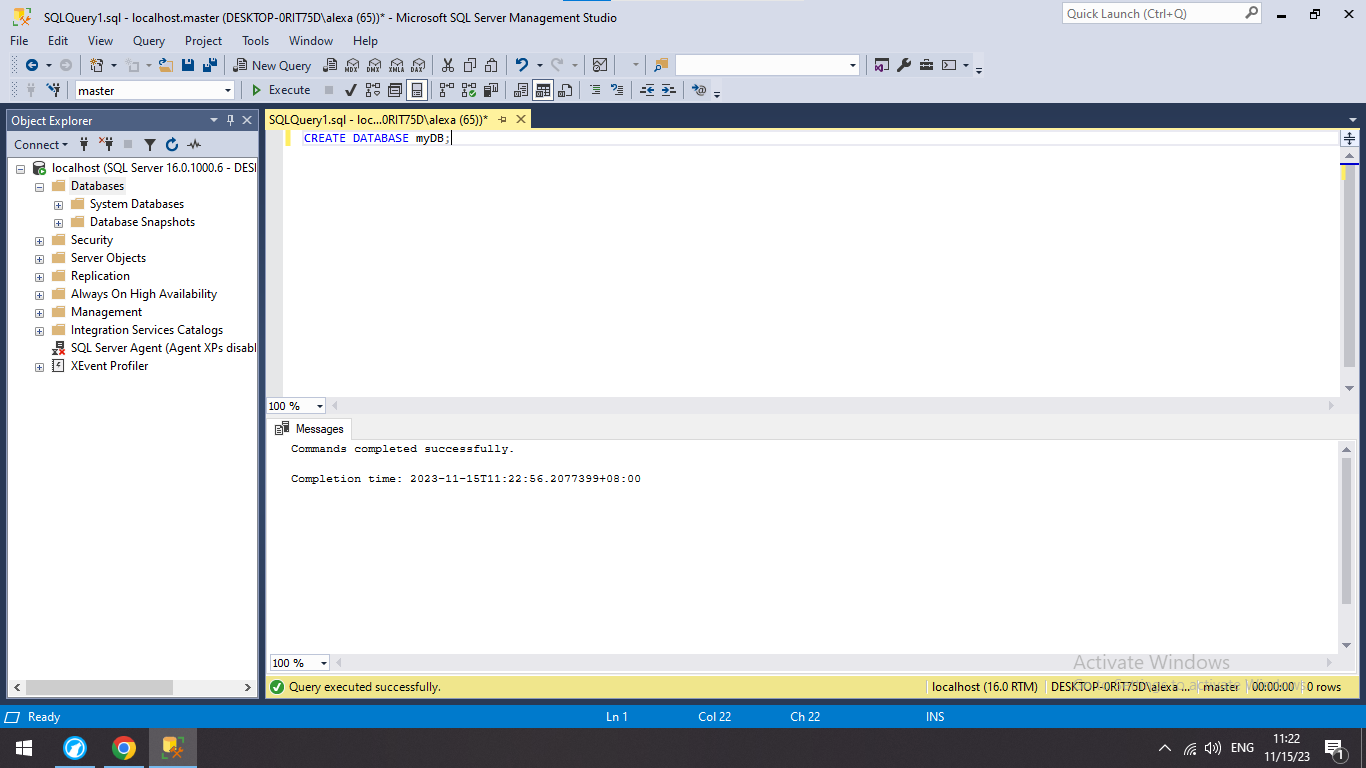 SQLQuery1.sql - localhost.master (DESKTOP-0RIT75D\alexa (65))* - Microsoft SQL Server Management Studio
Quick Launch (Ctrl+Q)
File Edit View Query Project Tools Window Help
New Query MDX DMX XMLA DAX
master Execute
Object Explorer
SQLQuery1.sql - loc...0RIT75D\alexa (65))*
Connect
CREATE DATABASE myDB;
localhost (SQL Server 16.0.1000.6 - DESI
Databases
System Databases
Database Snapshots
Security
Server Objects
Replication
Always On High Availability
Management
Integration Services Catalogs
SQL Server Agent (Agent XPs disabl
XEvent Profiler
100 %
Messages
Commands completed successfully.
Completion time: 2023-11-15T11:22:56.2077399+08:00
100 %
Activate Windows
Go to Settings to activate Windows.
Query executed successfully. localhost (16.0 RTM) DESKTOP-0RIT75D\alexa ... master 00:00:00 0 rows
Ready Ln 1 Col 22 Ch 22 INS
ENG
11:22
11/15/23
1